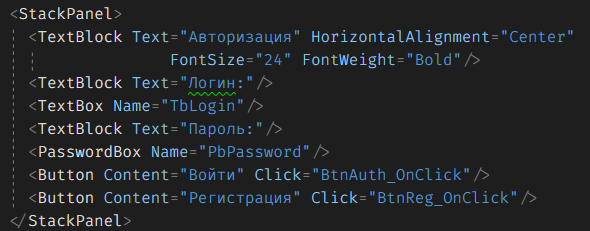 <StackPanel>
<TextBlock Text="Авторизация" HorizontalAlignment="Center"
FontSize="24" FontWeight="Bold"/>
<TextBlock Text="Логин:"/>
<TextBox Name="TbLogin"/>
<TextBlock Text="Пароль:"/>
<PasswordBox Name="PbPassword"/>
<Button Content="Войти" Click="BtnAuth_OnClick"/>
<Button Content="Регистрация" Click="BtnReg_OnClick"/>
</StackPanel>